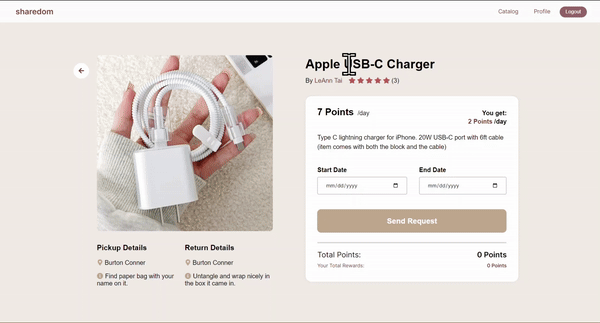 sharedom
Catalog Profile Logout
Apple USB-C Charger
By LeAnn Tai (3)
7 Points /day
You get:
2 Points /day
Type C lightning charger for iPhone. 20W USB-C port with 6ft cable
(item comes with both the block and the cable)
Start Date End Date
mm/dd/yyyy mm/dd/yyyy
Send Request
Total Points: 0 Points
Your Total Rewards: 0 Points
Pickup Details
Burton Conner
Find paper bag with your
name on it.
Return Details
Burton Conner
Untangle and wrap nicely in
the box it came in.